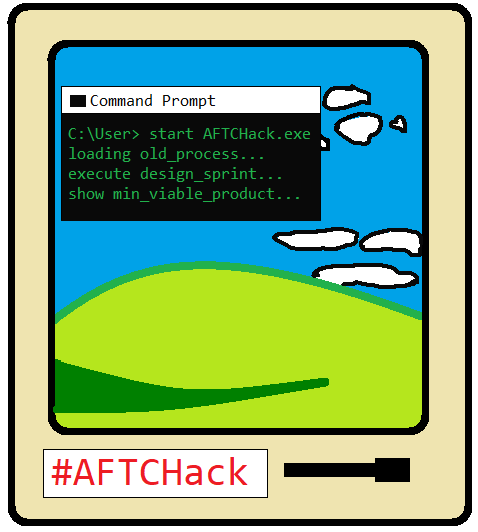 Command Prompt
C:\User> start AFTCHack.exe
loading old_process...
execute design_sprint...
show min_viable_product...
#AFTCHack